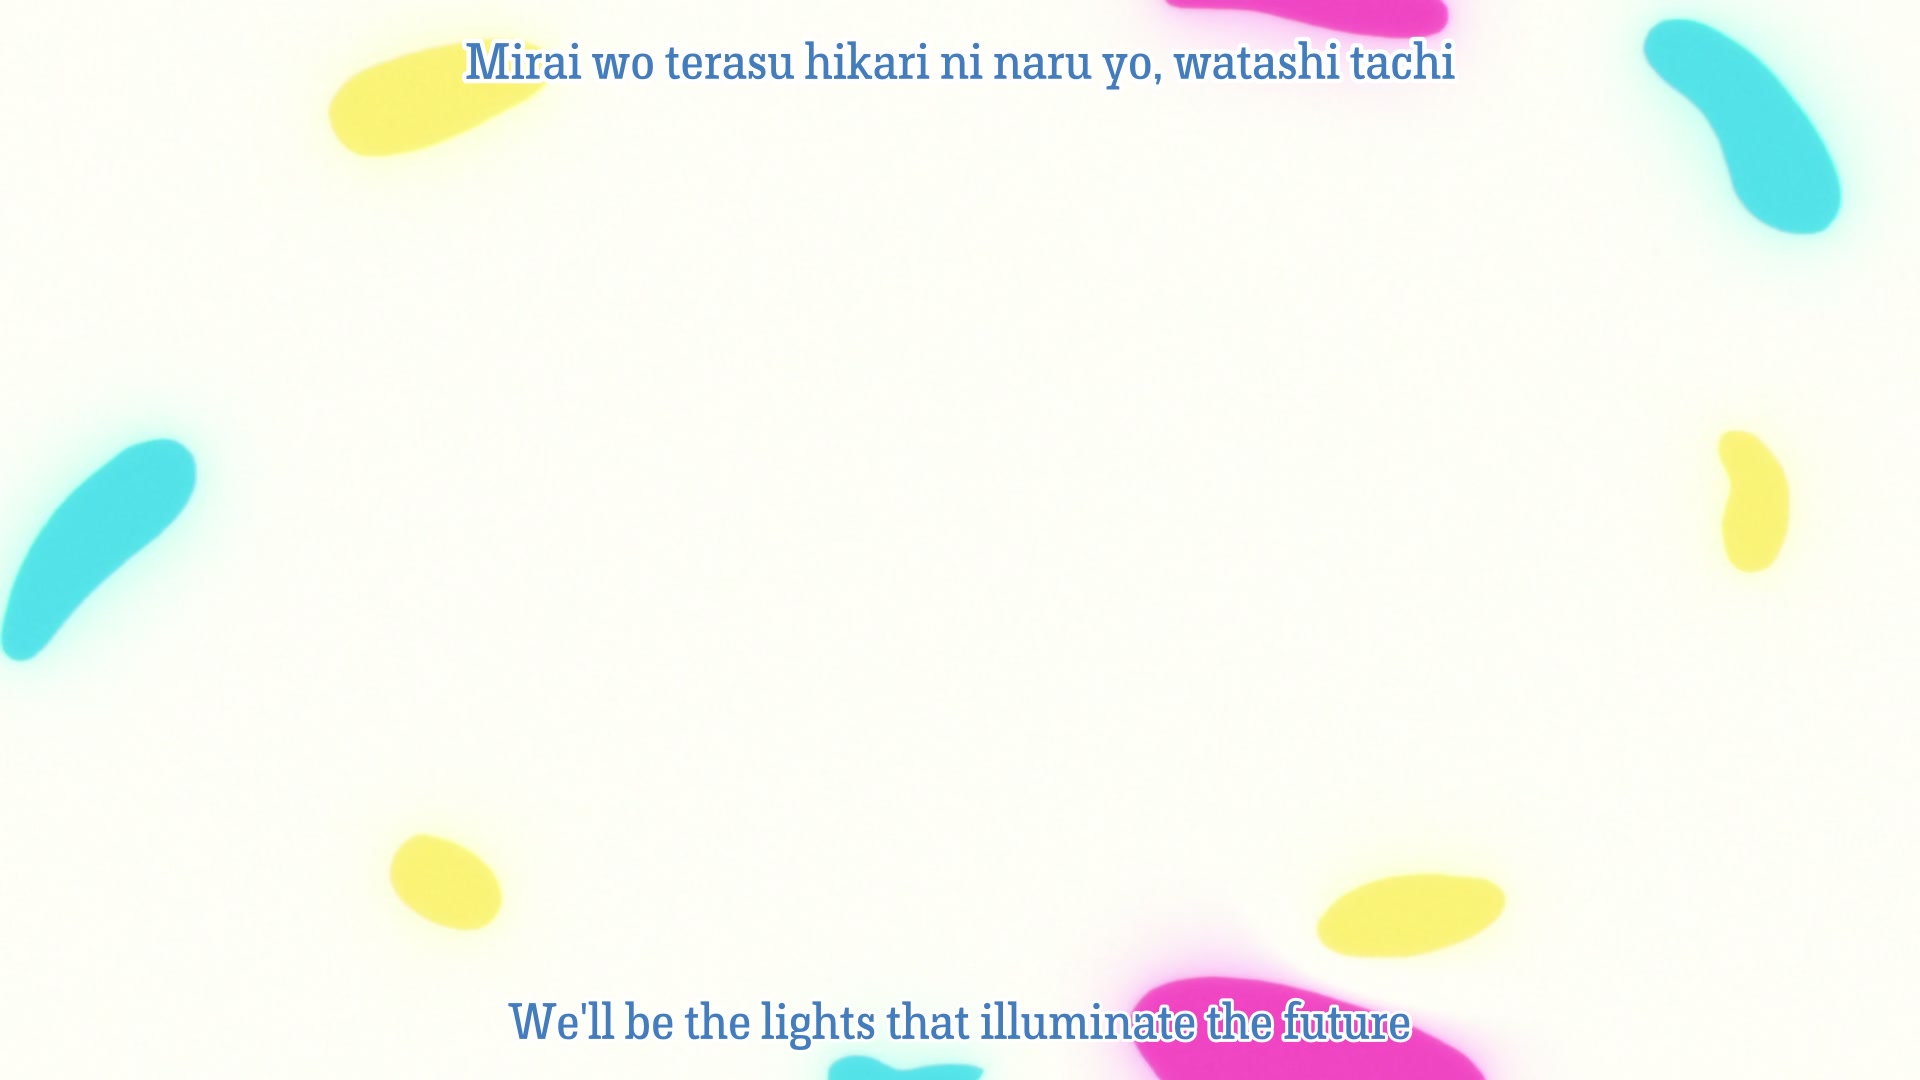 Mirai wo terasu hikari ni naru yo, watashi tachi
We'll be the lights that illuminate the future